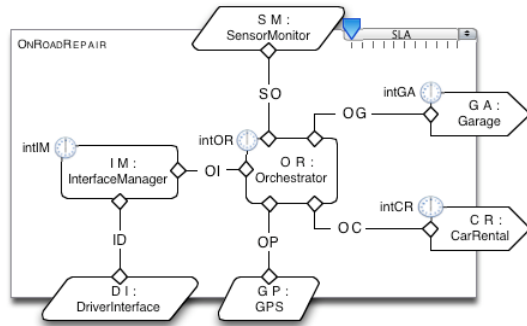 S M :
SensorMonitor
SLA
ONROADREPAIR
SO
intGA
OG
G A :
Garage
intIM
intOR
I M :
InterfaceManager
OI
O R :
Orchestrator
intCR
C R :
CarRental
OC
ID
OP
D I :
DriverInterface
G P :
GPS